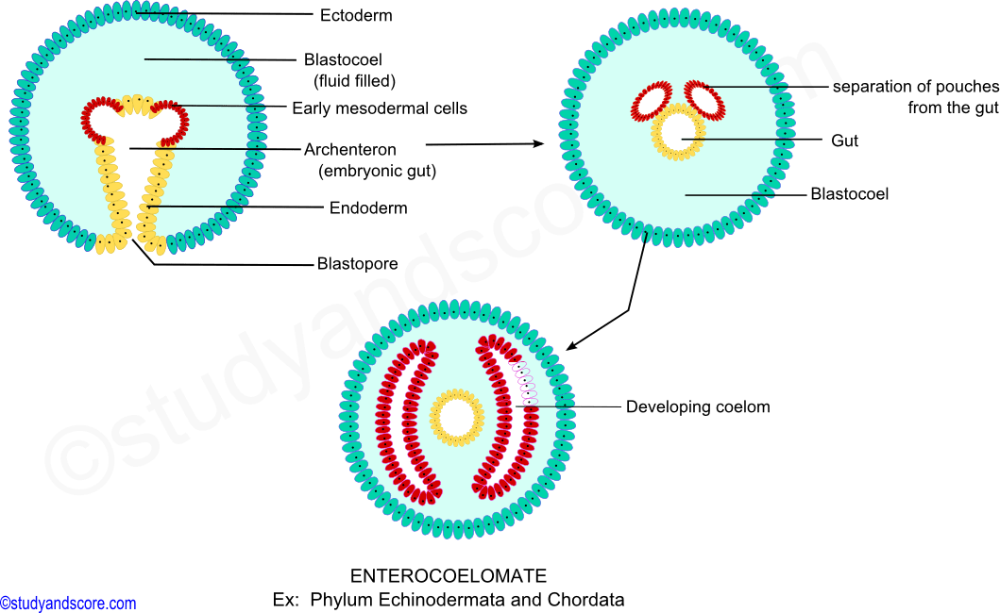 Ectoderm
Blastocoel
(fluid filled)
Early mesodermal cells
Archenteron
(embryonic gut)
Endoderm
Blastopore
separation of pouches
from the gut
Gut
Blastocoel
Developing coelom
ENTEROCOELOMATE
Ex: Phylum Echinodermata and Chordata
©studyandscore.com
©studyandscore.com